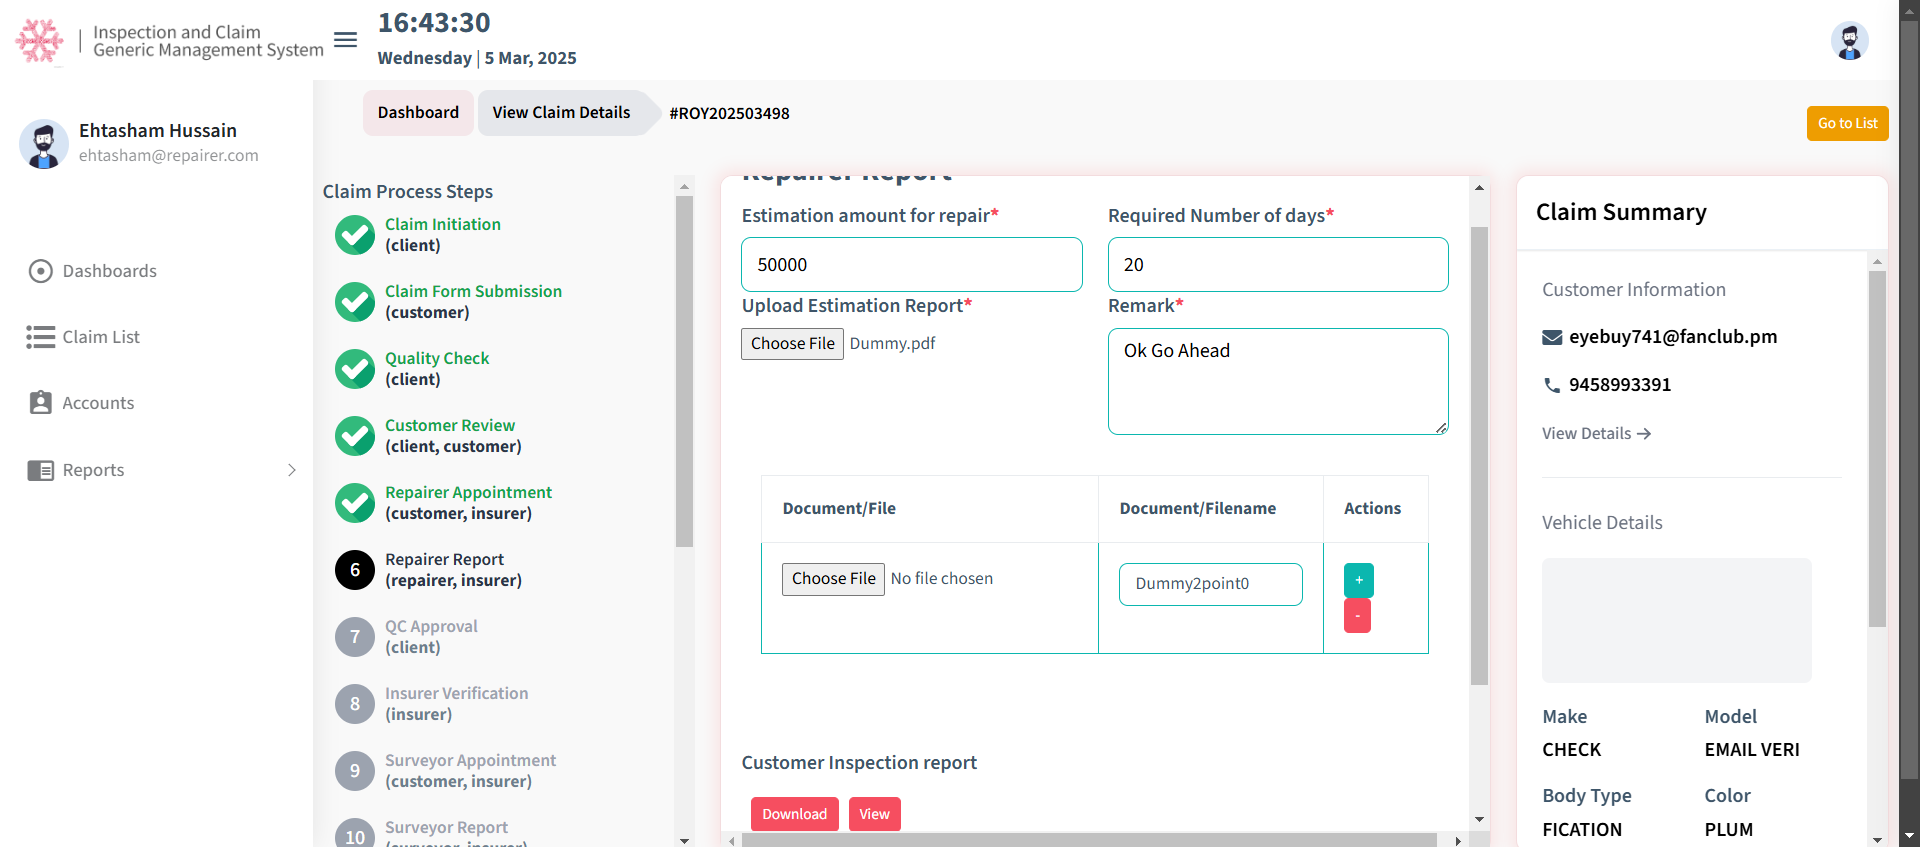 Inspection and Claim
Generic Management System
16:43:30
Wednesday | 5 Mar, 2025
Ehtasham Hussain
ehtasham@repairer.com
Dashboards
Claim List
Accounts
Reports
Dashboard
View Claim Details
#ROY202503498
Go to List
Claim Process Steps
Claim Initiation
(client)
Claim Form Submission
(customer)
Quality Check
(client)
Customer Review
(client, customer)
Repairer Appointment
(customer, insurer)
6
Repairer Report
(repairer, insurer)
7
QC Approval
(client)
8
Insurer Verification
(insurer)
9
Surveyor Appointment
(customer, insurer)
10
Surveyor Report
(surveyor, insurer)
Repairer Report
Estimation amount for repair*
50000
Required Number of days*
20
Upload Estimation Report*
Choose File Dummy.pdf
Remark*
Ok Go Ahead
Document/File
Document/Filename
Actions
Choose File No file chosen
Dummy2point0
+
-
Customer Inspection report
Download
View
Claim Summary
Customer Information
eyebuy741@fanclub.pm
9458993391
View Details →
Vehicle Details
Make
CHECK
Model
EMAIL VERI
Body Type
FICATION
Color
PLUM